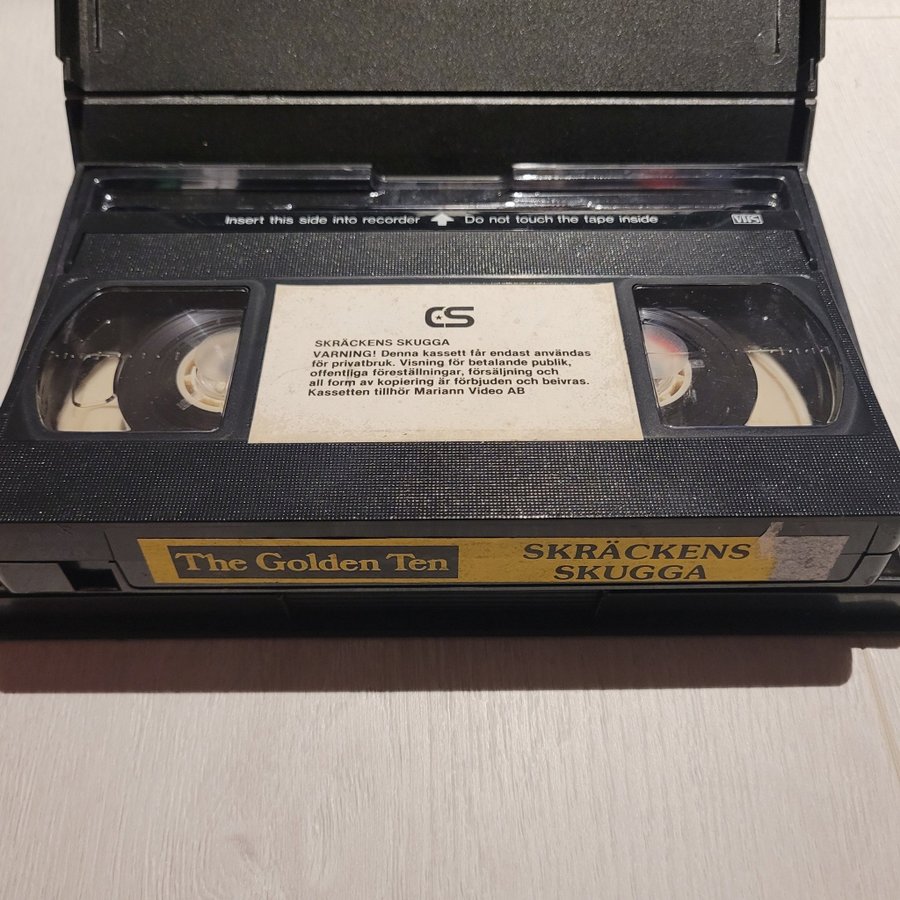 Insert this side into recorder Do not touch the tape inside VHS
CS
SKRÄCKENS SKUGGA
VARNING! Denna kassett får endast användas
för privatbruk. Visning för betalande publik,
offentliga föreställningar, försäljning och
all form av kopiering är förbjuden och beivras.
Kassetten tillhör Mariann Video AB
The Golden Ten
SKRÄCKENS
SKUGGA